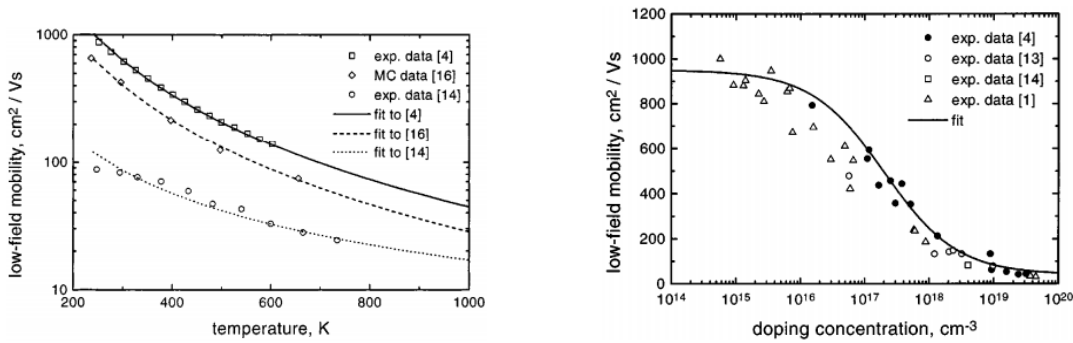 1000
100
10
200
400
600
800
1000
low-field mobility, cm² / Vs
temperature, K
exp. data [4]
MC data [16]
exp. data [14]
fit to [4]
fit to [16]
fit to [14]
1200
1000
800
600
400
200
0
10¹⁴
10¹⁵
10¹⁶
10¹⁷
10¹⁸
10¹⁹
10²⁰
low-field mobility, cm² / Vs
doping concentration, cm⁻³
exp. data [4]
exp. data [13]
exp. data [14]
exp. data [1]
fit